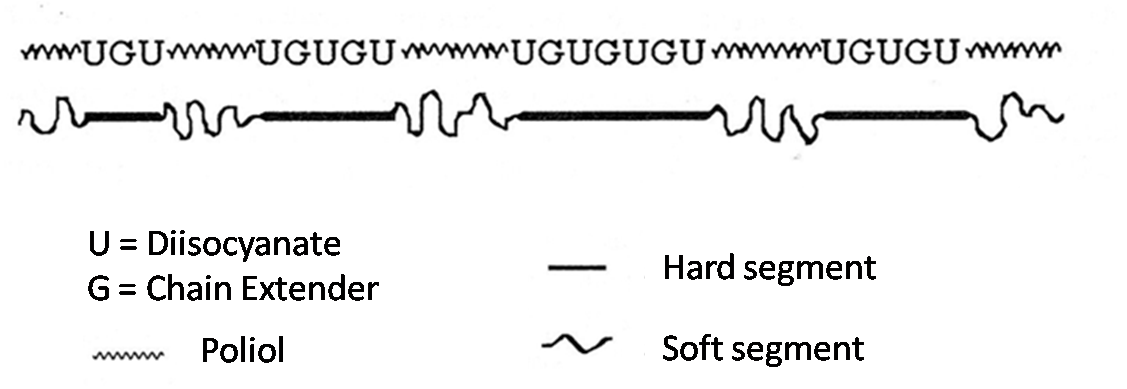 UGU UGUGU UGUGUGU UGUGU
U = Diisocyanate
G = Chain Extender
Poliol
Hard segment
Soft segment